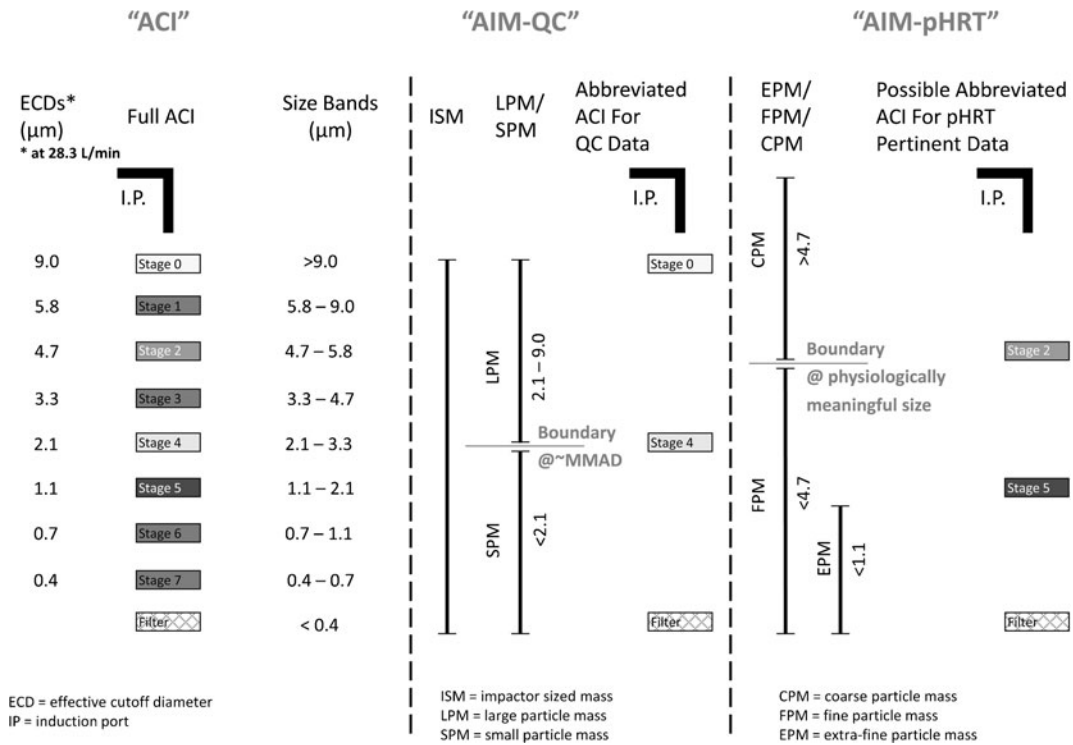 “ACI”
“AIM-QC”
“AIM-pHRT”
ECDs*
(µm)
* at 28.3 L/min
Full ACI
Size Bands
(µm)
ISM
LPM/
SPM
Abbreviated
ACI For
QC Data
EPM/
FPM/
CPM
Possible Abbreviated
ACI For pHRT
Pertinent Data
I.P.
I.P.
I.P.
9.0
Stage 0
>9.0
5.8
Stage 1
5.8 – 9.0
4.7
Stage 2
4.7 – 5.8
3.3
Stage 3
3.3 – 4.7
2.1
Stage 4
2.1 – 3.3
1.1
Stage 5
1.1 – 2.1
0.7
Stage 6
0.7 – 1.1
0.4
Stage 7
0.4 – 0.7
Filter
< 0.4
LPM
2.1 – 9.0
Boundary
@~MMAD
SPM
<2.1
Stage 0
Stage 4
Filter
CPM
>4.7
Boundary
@ physiologically
meaningful size
FPM
<4.7
EPM
<1.1
Stage 2
Stage 5
Filter
ECD = effective cutoff diameter
IP = induction port
ISM = impactor sized mass
LPM = large particle mass
SPM = small particle mass
CPM = coarse particle mass
FPM = fine particle mass
EPM = extra-fine particle mass